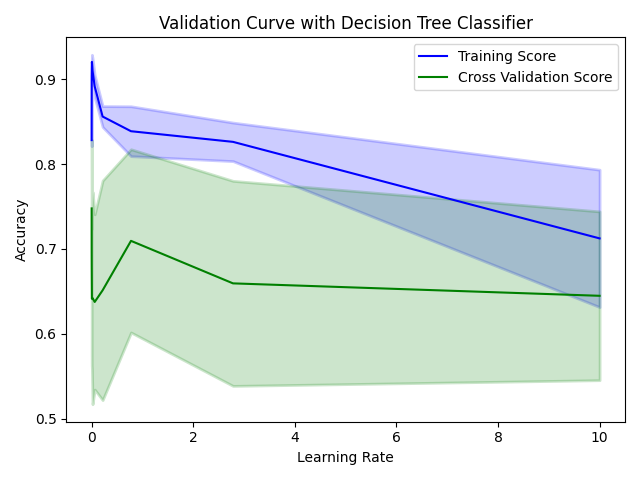 Validation Curve with Decision Tree Classifier
Training Score
Cross Validation Score
Accuracy
0.9
0.8
0.7
0.6
0.5
0 2 4 6 8 10
Learning Rate